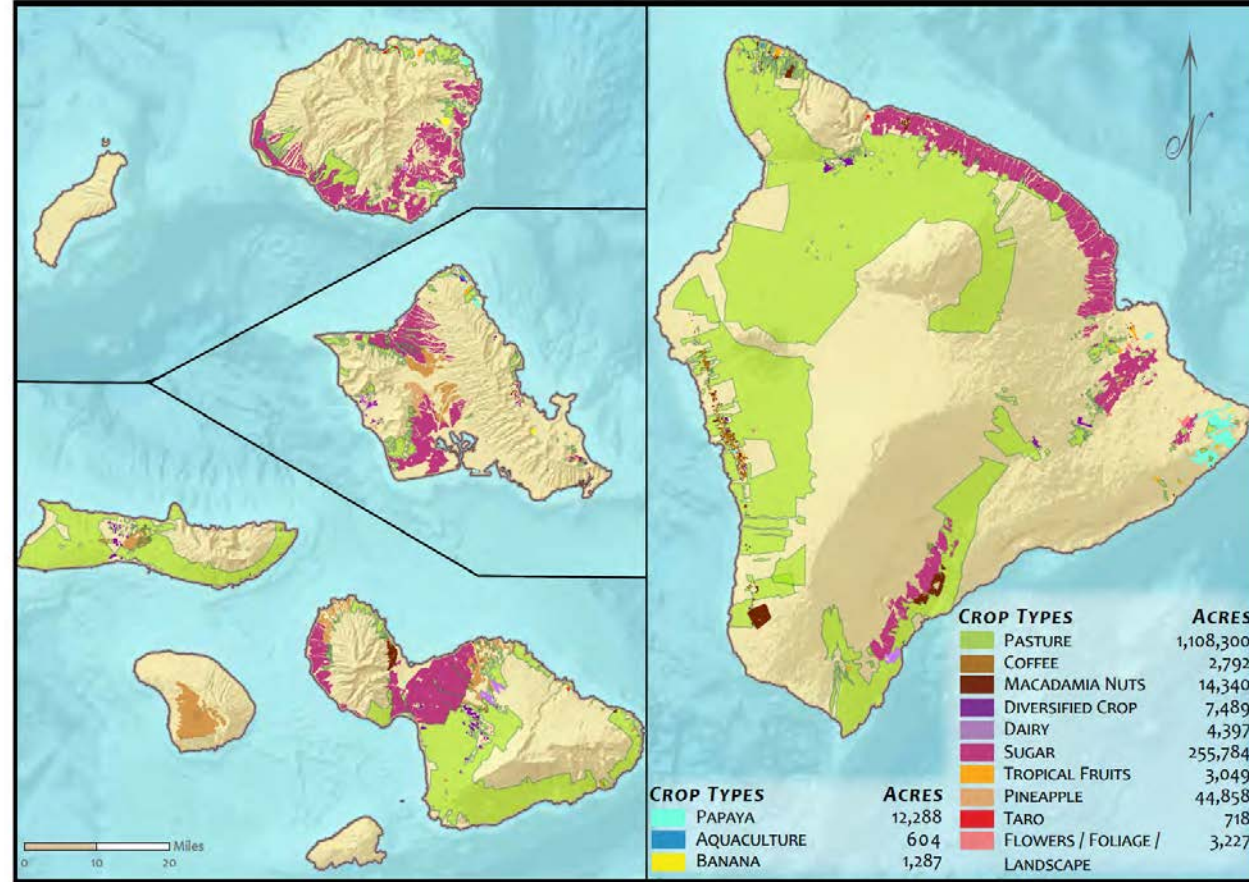 N
Miles
0 10 20
CROP TYPES ACRES
PAPAYA 12,288
AQUACULTURE 604
BANANA 1,287
CROP TYPES ACRES
PASTURE 1,108,300
COFFEE 2,792
MACADAMIA NUTS 14,340
DIVERSIFIED CROP 7,489
DAIRY 4,397
SUGAR 255,784
TROPICAL FRUITS 3,049
PINEAPPLE 44,858
TARO 718
FLOWERS / FOLIAGE / 3,227
LANDSCAPE